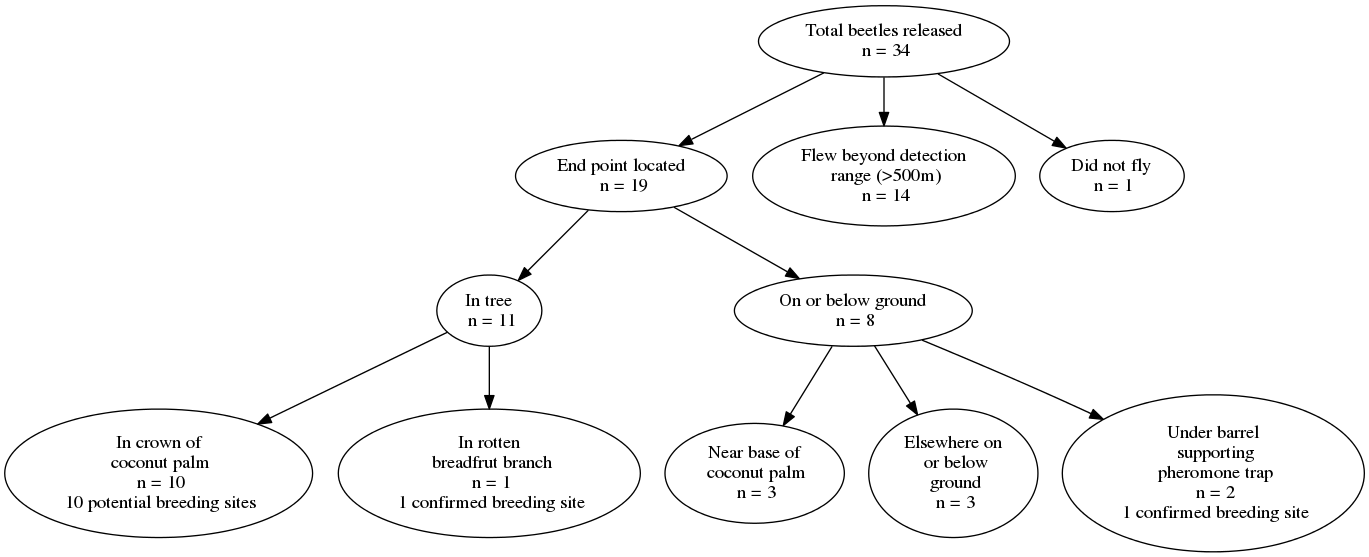 Total beetles released
n = 34
End point located
n = 19
Flew beyond detection
range (>500m)
n = 14
Did not fly
n = 1
In tree
n = 11
On or below ground
n = 8
In crown of
coconut palm
n = 10
10 potential breeding sites
In rotten
breadfrut branch
n = 1
1 confirmed breeding site
Near base of
coconut palm
n = 3
Elsewhere on
or below
ground
n = 3
Under barrel
supporting
pheromone trap
n = 2
1 confirmed breeding site